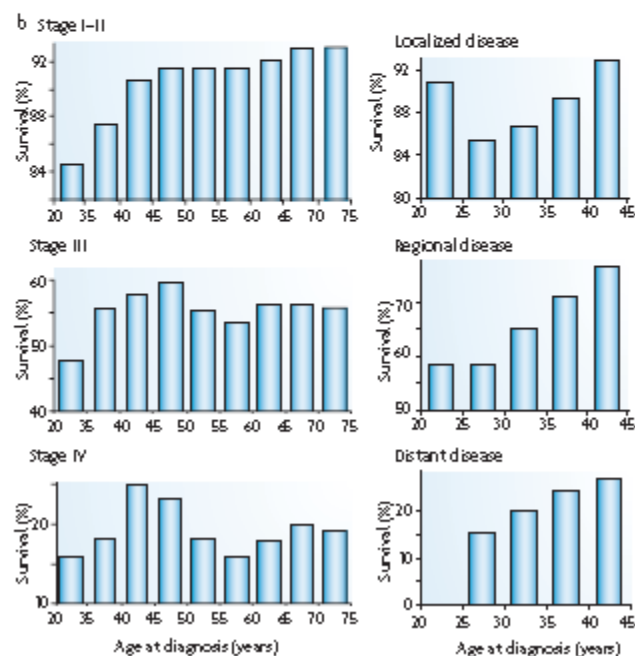 b Stage I–II
Survival (%)
92
88
84
20 35 40 45 50 55 60 65 70 75
Localized disease
Survival (%)
92
88
84
80
20 25 30 35 40 45
Stage III
Survival (%)
60
50
40
20 35 40 45 50 55 60 65 70 75
Regional disease
Survival (%)
70
60
50
20 25 30 35 40 45
Stage IV
Survival (%)
20
10
20 35 40 45 50 55 60 65 70 75
Age at diagnosis (years)
Distant disease
Survival (%)
20
10
0
20 25 30 35 40 45
Age at diagnosis (years)